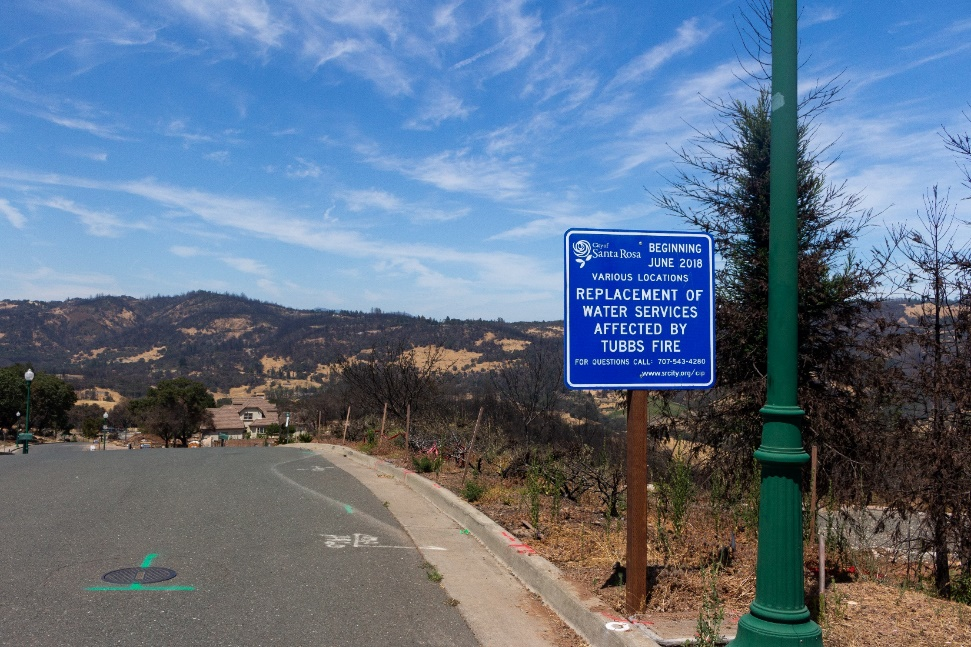 City of
Santa Rosa
BEGINNING
JUNE 2018
VARIOUS LOCATIONS
REPLACEMENT OF
WATER SERVICES
AFFECTED BY
TUBBS FIRE
FOR QUESTIONS CALL: 707-543-4280
www.srcity.org/cip